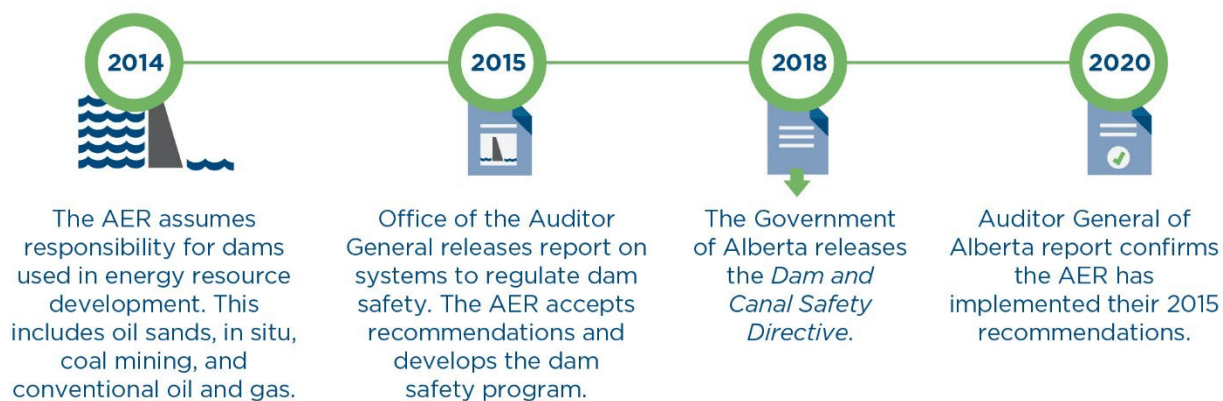 2014
The AER assumes
responsibility for dams
used in energy resource
development. This
includes oil sands, in situ,
coal mining, and
conventional oil and gas.
2015
Office of the Auditor
General releases report on
systems to regulate dam
safety. The AER accepts
recommendations and
develops the dam
safety program.
2018
The Government
of Alberta releases
the Dam and
Canal Safety
Directive.
2020
Auditor General of
Alberta report confirms
the AER has
implemented their 2015
recommendations.